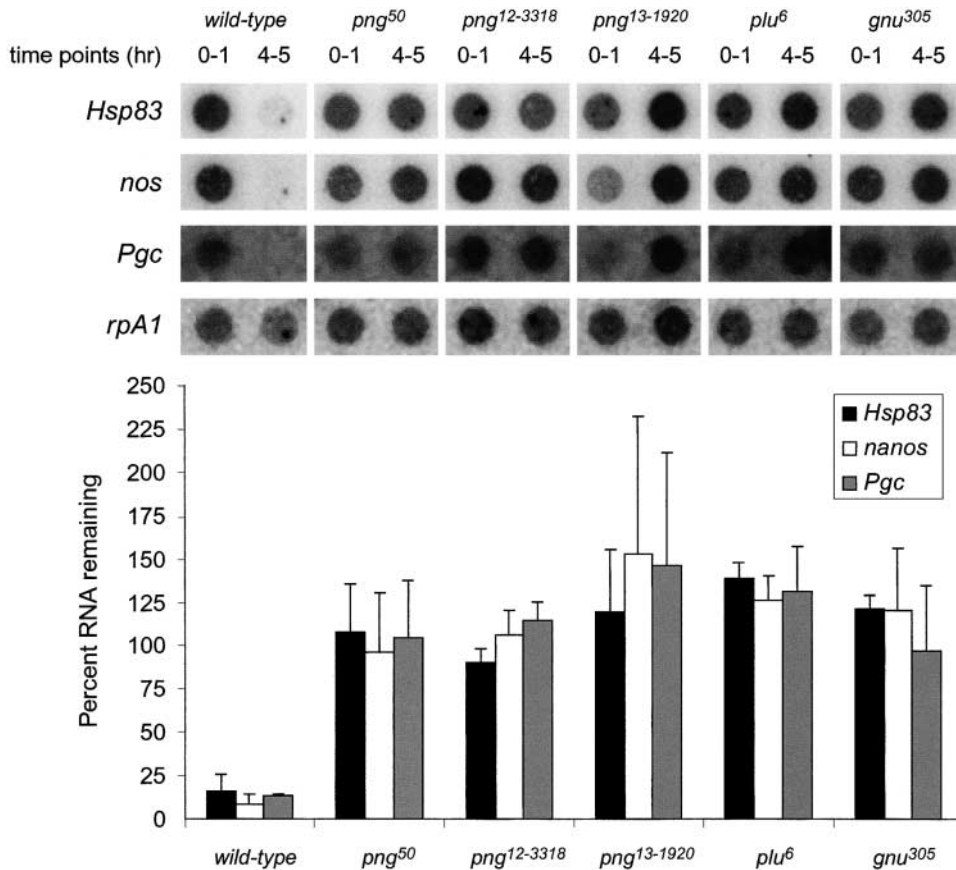 wild-type png⁵⁰ png¹²⁻³³¹⁸ png¹³⁻¹⁹²⁰ plu⁶ gnu³⁰⁵
time points (hr) 0-1 4-5 0-1 4-5 0-1 4-5 0-1 4-5 0-1 4-5 0-1 4-5
Hsp83
nos
Pgc
rpA1
250
225
200
175
150
125
100
75
50
25
0
Percent RNA remaining
Hsp83
nanos
Pgc
wild-type png⁵⁰ png¹²⁻³³¹⁸ png¹³⁻¹⁹²⁰ plu⁶ gnu³⁰⁵